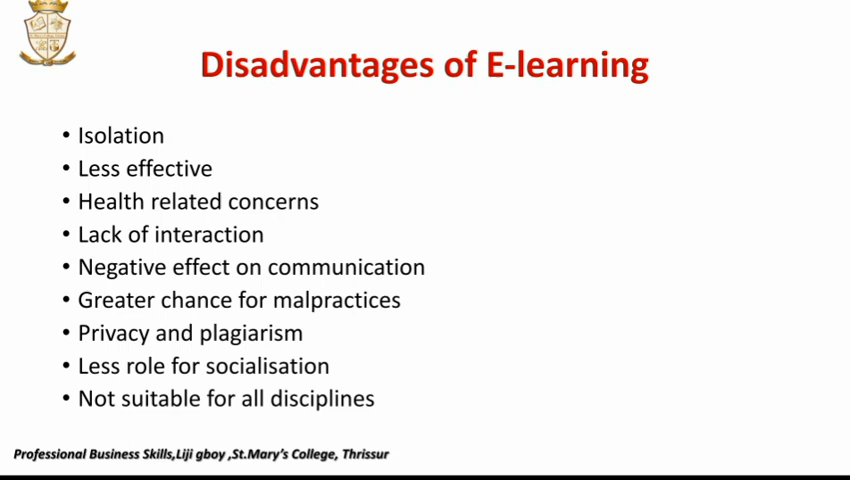 Disadvantages of E-learning
• Isolation
• Less effective
• Health related concerns
• Lack of interaction
• Negative effect on communication
• Greater chance for malpractices
• Privacy and plagiarism
• Less role for socialisation
• Not suitable for all disciplines
Professional Business Skills,Liji gboy ,St.Mary's College, Thrissur